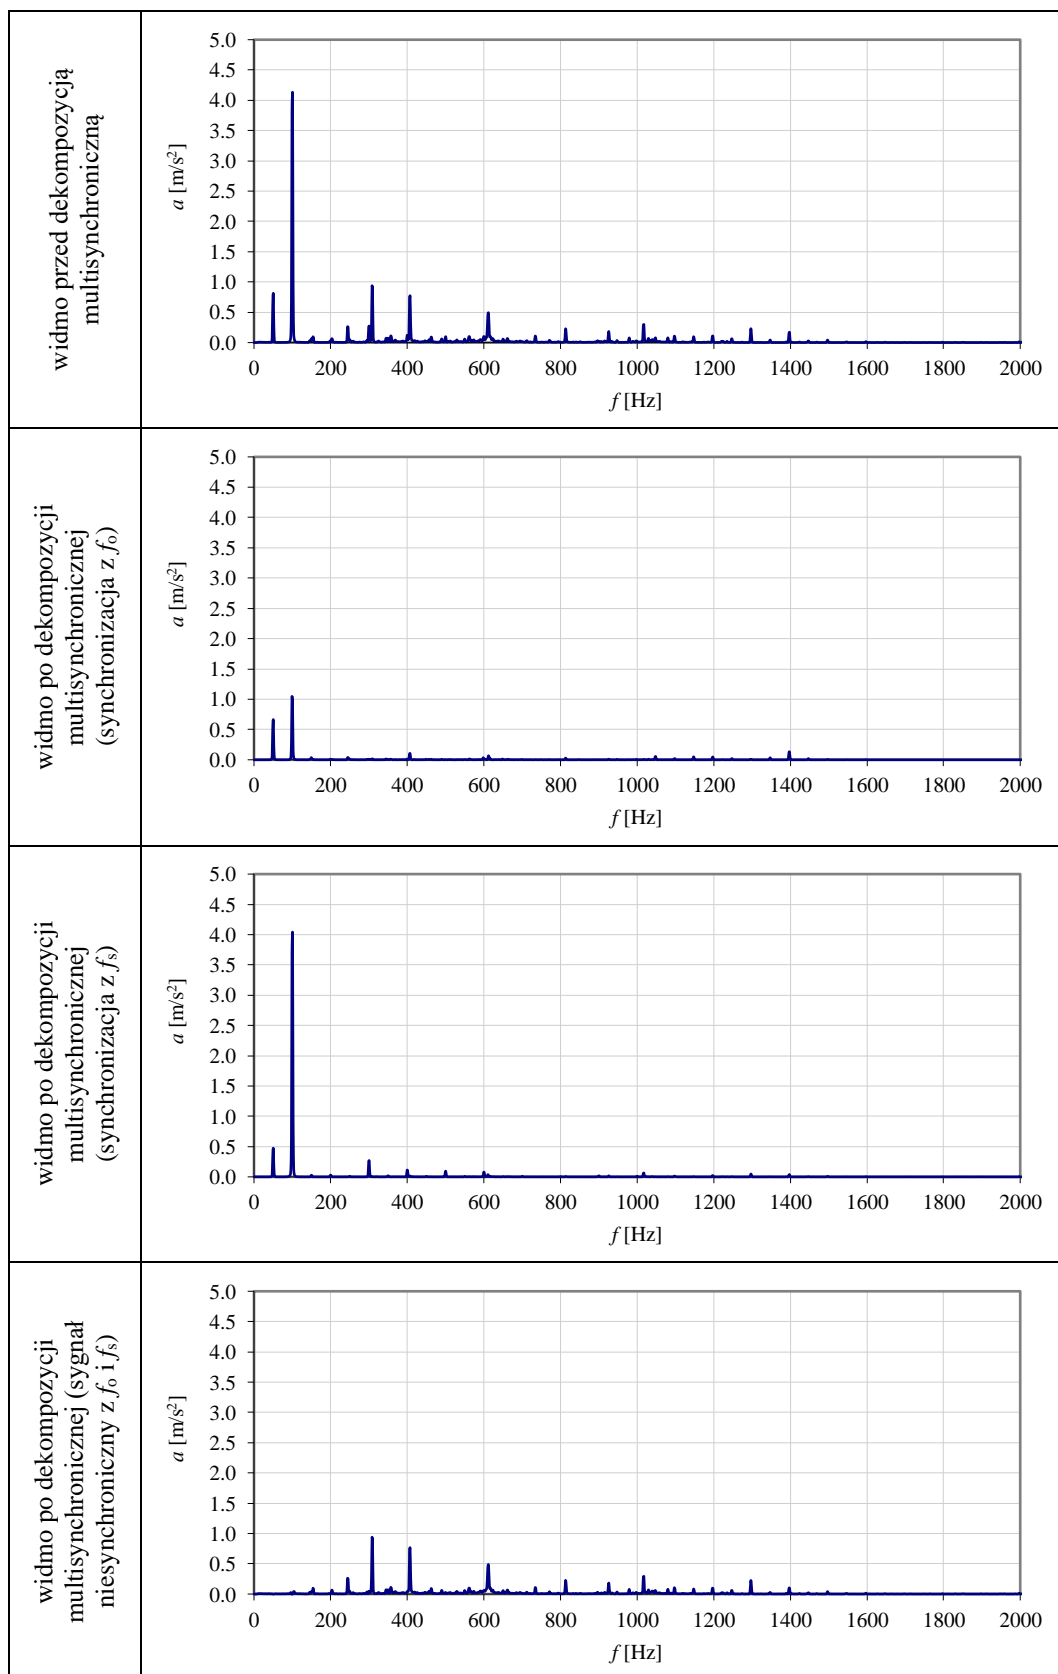 widmo przed dekompozycją
multisynchroniczną
5.0
4.5
4.0
3.5
3.0
2.5
2.0
1.5
1.0
0.5
0.0
a [m/s²]
0 200 400 600 800 1000 1200 1400 1600 1800 2000
f [Hz]
widmo po dekompozycji
multisynchronicznej
(synchronizacja z fo)
5.0
4.5
4.0
3.5
3.0
2.5
2.0
1.5
1.0
0.5
0.0
a [m/s²]
0 200 400 600 800 1000 1200 1400 1600 1800 2000
f [Hz]
widmo po dekompozycji
multisynchronicznej
(synchronizacja z fs)
5.0
4.5
4.0
3.5
3.0
2.5
2.0
1.5
1.0
0.5
0.0
a [m/s²]
0 200 400 600 800 1000 1200 1400 1600 1800 2000
f [Hz]
widmo po dekompozycji
multisynchronicznej (sygnał
niesynchroniczny z fo i fs)
5.0
4.5
4.0
3.5
3.0
2.5
2.0
1.5
1.0
0.5
0.0
a [m/s²]
0 200 400 600 800 1000 1200 1400 1600 1800 2000
f [Hz]